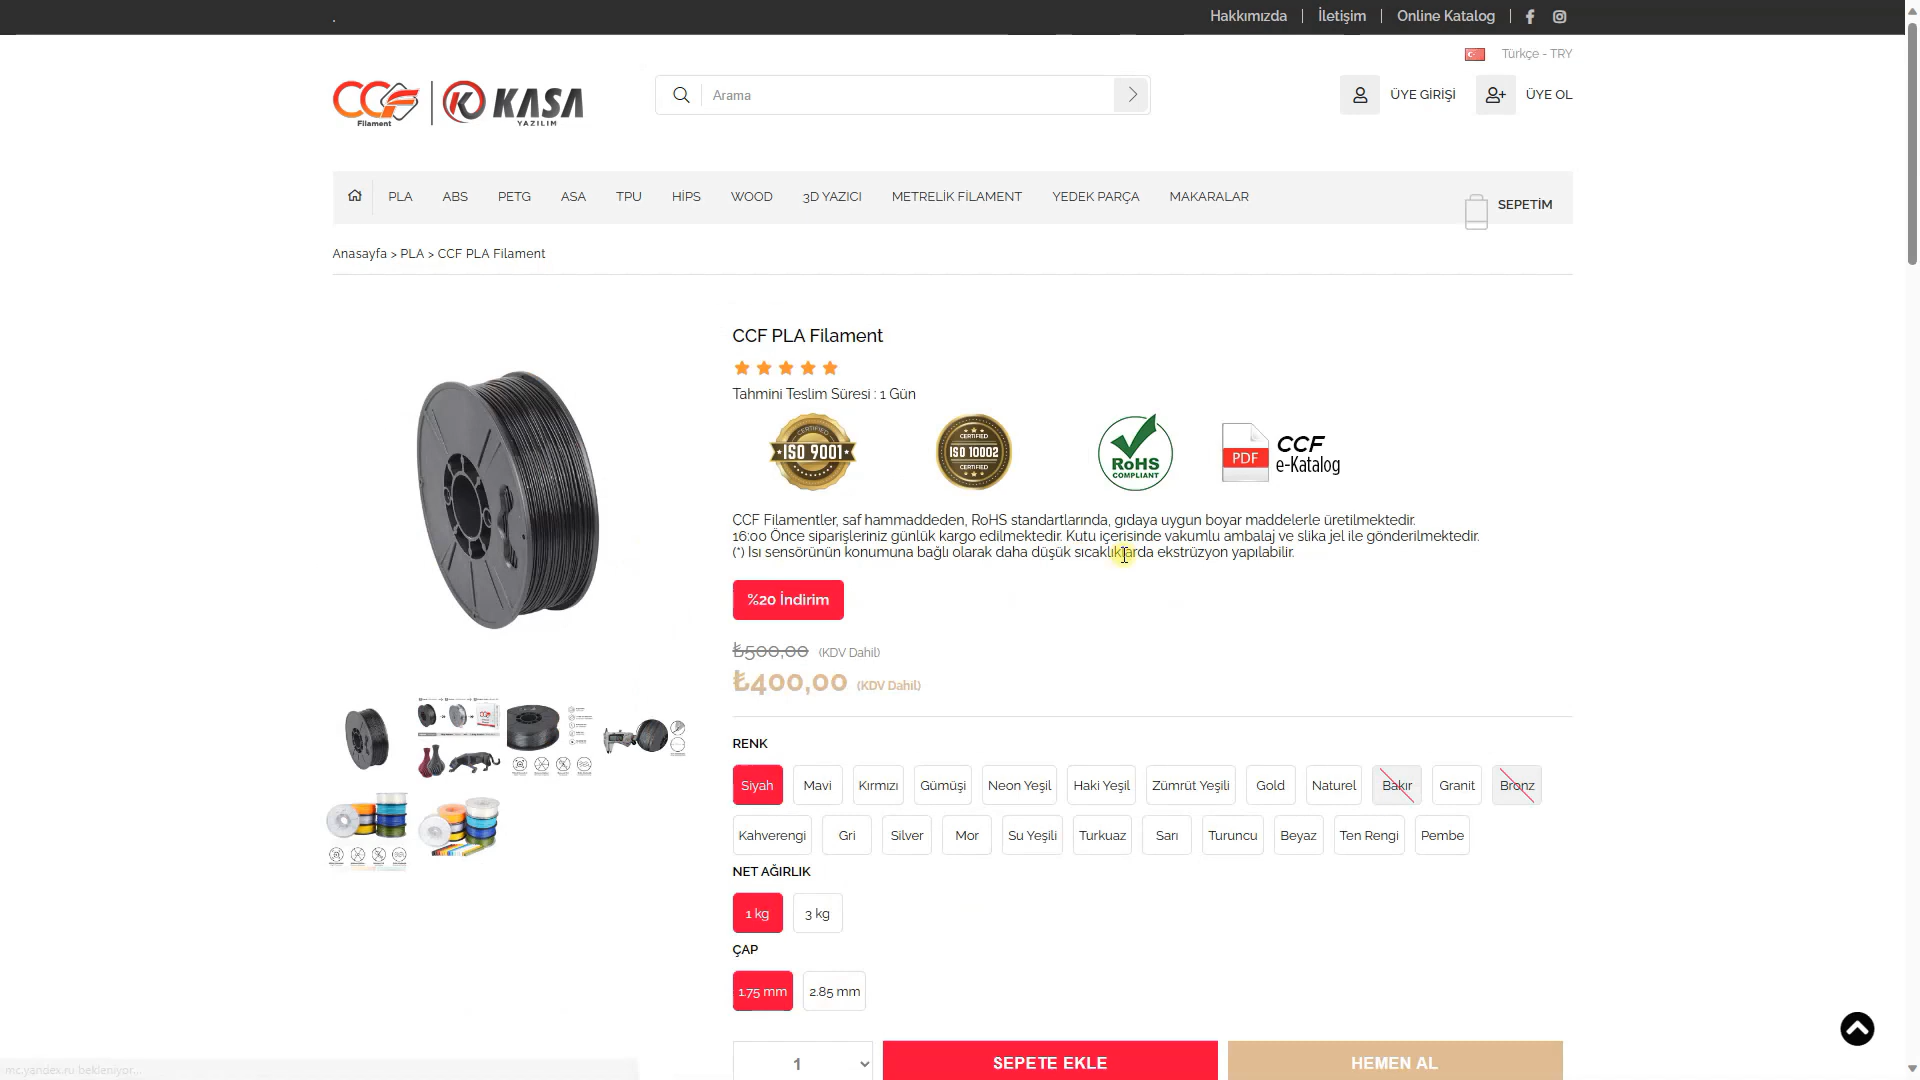 .
Hakkımızda
İletişim
Online Katalog
Türkçe - TRY
CCF
Filament
KASA
YAZILIM
Arama
ÜYE GİRİŞİ
ÜYE OL
PLA
ABS
PETG
ASA
TPU
HİPS
WOOD
3D YAZICI
METRELİK FİLAMENT
YEDEK PARÇA
MAKARALAR
SEPETİM
Anasayfa > PLA > CCF PLA Filament
CCF PLA Filament
Tahmini Teslim Süresi : 1 Gün
CERTIFIED
ISO 9001
CERTIFIED
ISO 10002
CERTIFIED
RoHS
COMPLIANT
PDF
CCF
e-Katalog
CCF Filamentler, saf hammaddeden, RoHS standartlarında, gıdaya uygun boyar maddelerle üretilmektedir.
16:00 Önce siparişleriniz günlük kargo edilmektedir. Kutu içerisinde vakumlu ambalaj ve slika jel ile gönderilmektedir.
(*) Isı sensörünün konumuna bağlı olarak daha düşük sıcaklıklarda ekstrüzyon yapılabilir.
%20 İndirim
₺500,00 (KDV Dahil)
₺400,00 (KDV Dahil)
RENK
Siyah
Mavi
Kırmızı
Gümüşi
Neon Yeşil
Haki Yeşil
Zümrüt Yeşili
Gold
Naturel
Bakır
Granit
Bronz
Kahverengi
Gri
Silver
Mor
Su Yeşili
Turkuaz
Sarı
Turuncu
Beyaz
Ten Rengi
Pembe
NET AĞIRLIK
1 kg
3 kg
ÇAP
1.75 mm
2.85 mm
1
SEPETE EKLE
HEMEN AL
mc.yandex.ru bekleniyor...